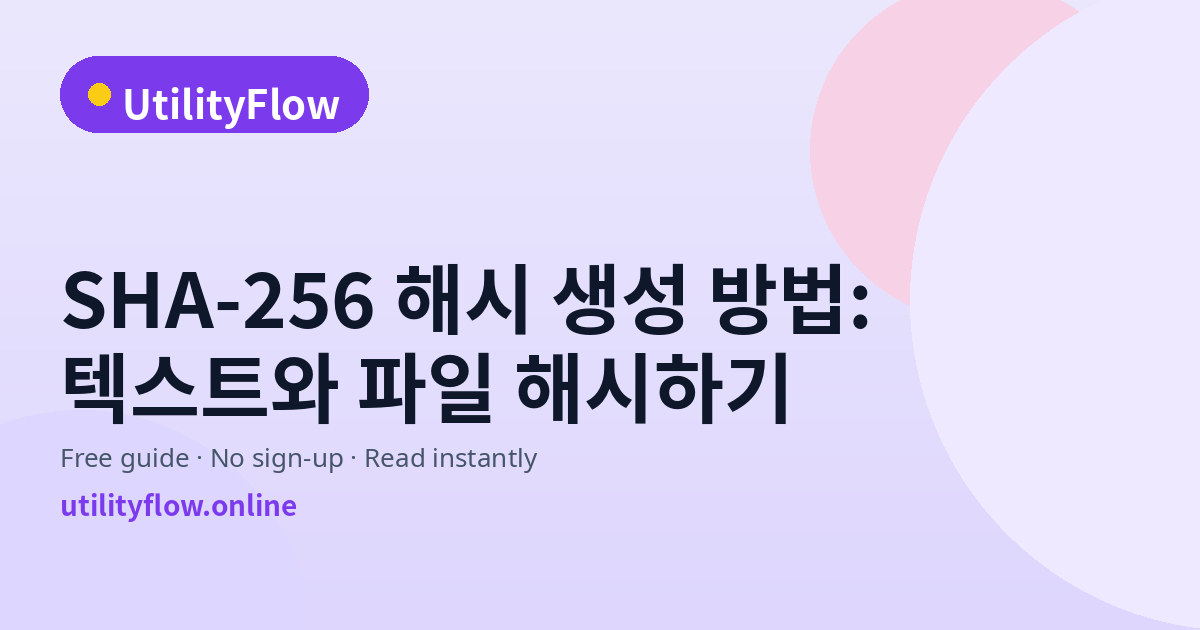 UtilityFlow
SHA-256 해시 생성 방법:
텍스트와 파일 해시하기
Free guide · No sign-up · Read instantly
utilityflow.online